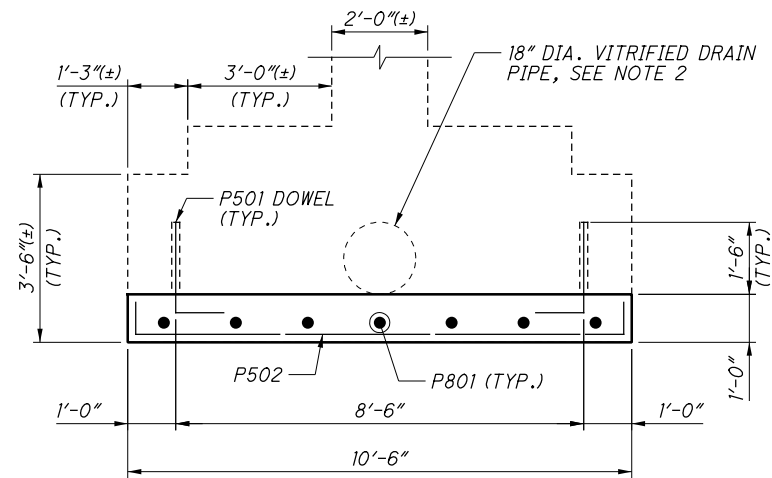 2'-0"(±)
18" DIA. VITRIFIED DRAIN
PIPE, SEE NOTE 2
1'-3"(±)
(TYP.)
3'-0"(±)
(TYP.)
P501 DOWEL
(TYP.)
3'-6"(±)
(TYP.)
1'-6"
(TYP.)
P502
P801 (TYP.)
1'-0"
1'-0"
8'-6"
1'-0"
10'-6"